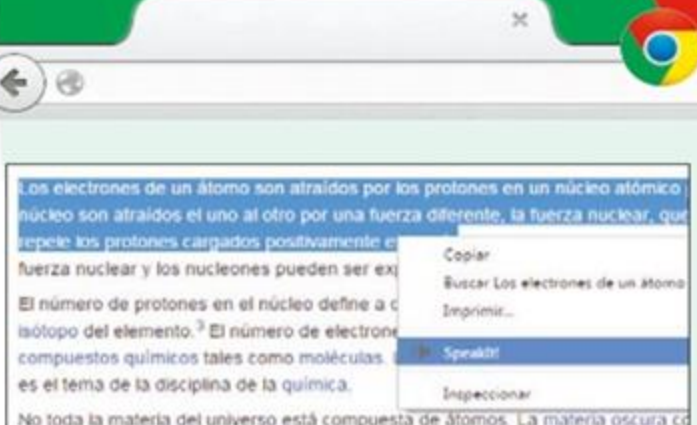 Los electrones de un átomo son atraídos por los protones en un núcleo atómico
núcleo son atraídos el uno al otro por una fuerza diferente, la fuerza nuclear, que
repele los protones cargados positivamente
fuerza nuclear y los nucleones pueden ser
El número de protones en el núcleo define a
isótopo del elemento.³ El número de
compuestos químicos tales como moléculas.
es el tema de la disciplina de la química.
No toda la materia del universo está compuesta de átomos. La materia oscura
Copiar
Buscar Los electrones de un átomo
Imprimir...
SpeakIt!
Inspeccionar